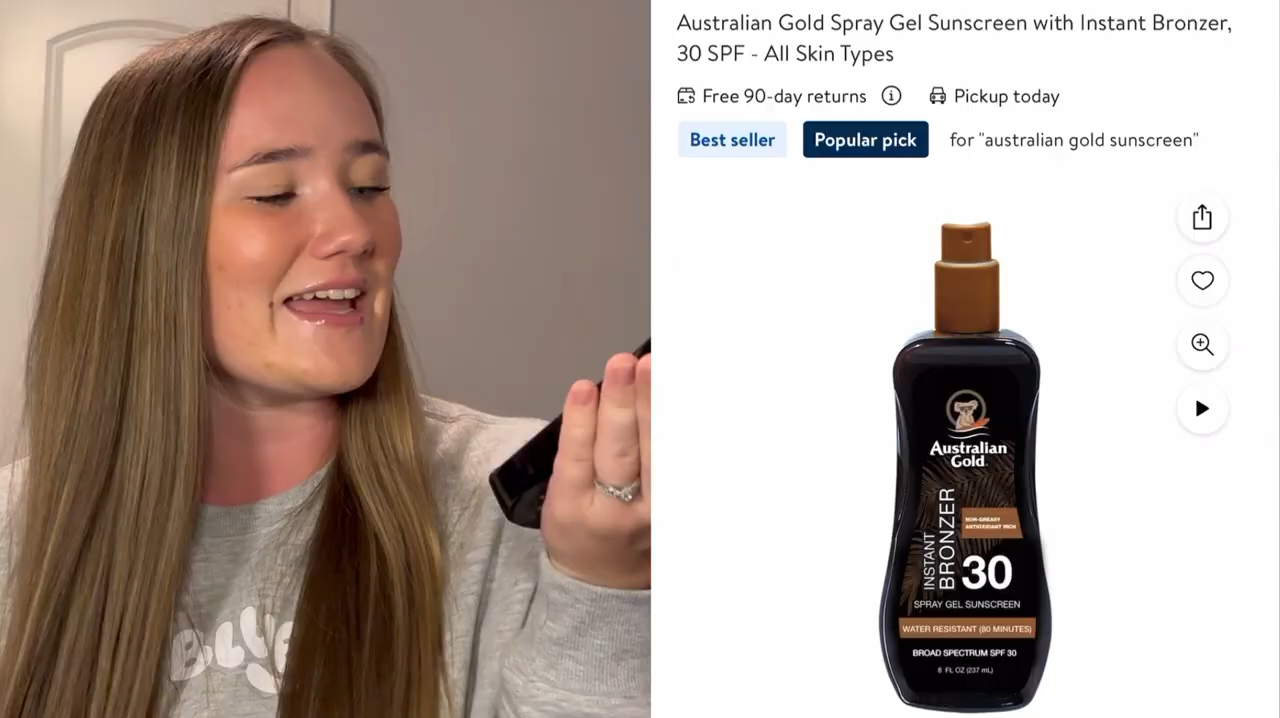 Australian Gold Spray Gel Sunscreen with Instant Bronzer,
30 SPF - All Skin Types
Free 90-day returns
Pickup today
Best seller
Popular pick
for "australian gold sunscreen"
Australian
Gold
INSTANT
BRONZER
NON-GREASY
ANTIOXIDANT RICH
30
SPRAY GEL SUNSCREEN
WATER RESISTANT (80 MINUTES)
BROAD SPECTRUM SPF 30
8 FL OZ (237 mL)